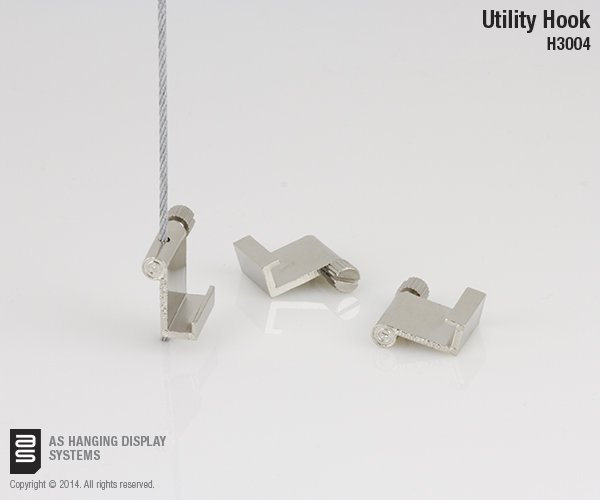 Utility Hook
H3004
AS HANGING DISPLAY
SYSTEMS
Copyright © 2014. All rights reserved.